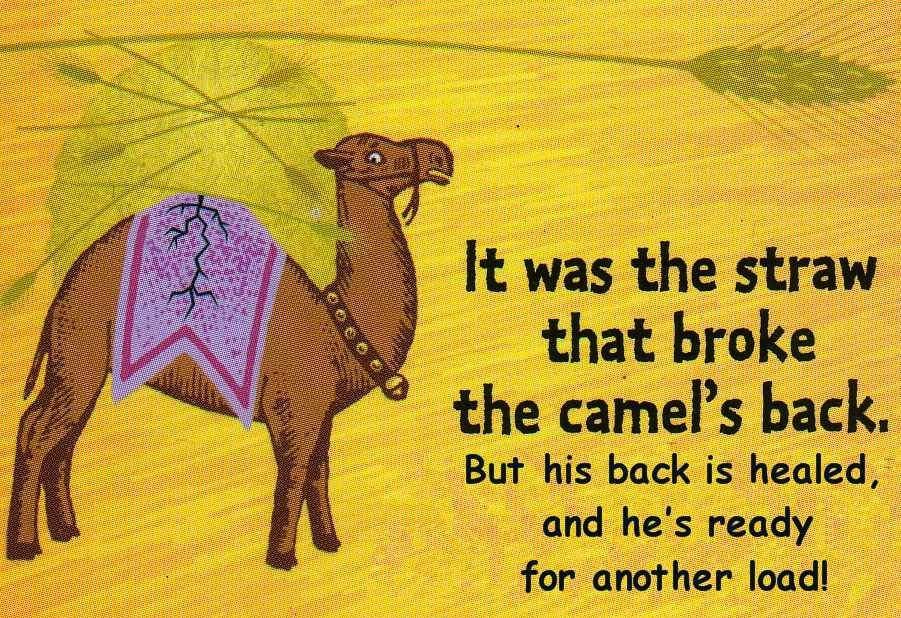 It was the straw
that broke
the camel's back.
But his back is healed,
and he's ready
for another load!